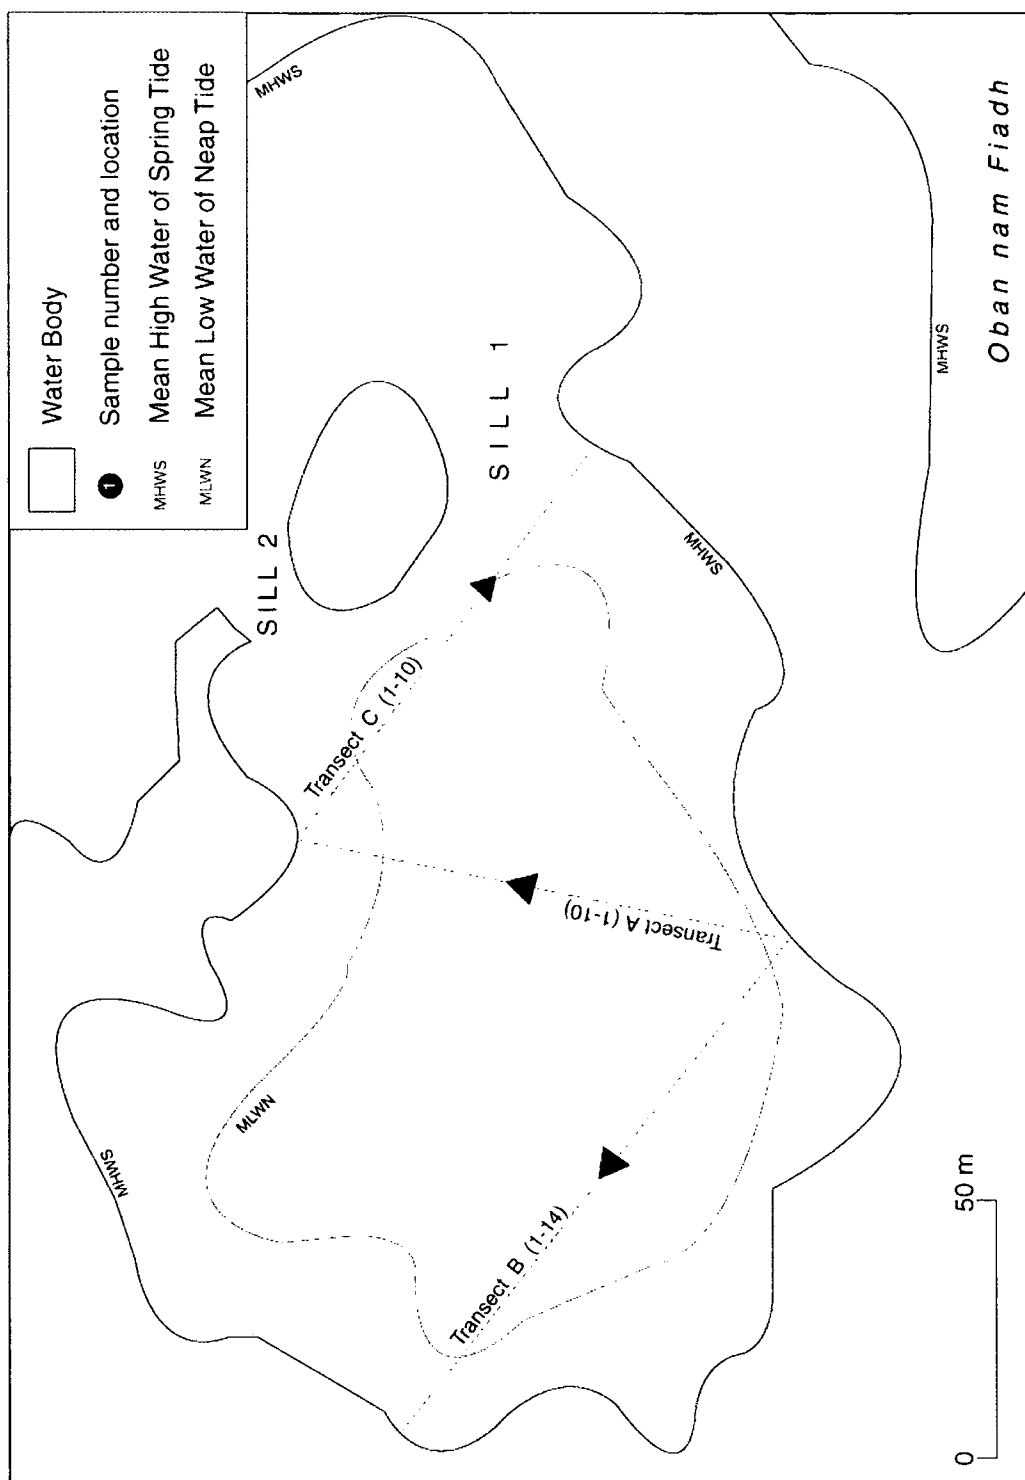 Water Body
1 Sample number and location
MHWS Mean High Water of Spring Tide
MLWN Mean Low Water of Neap Tide
MHWS
SILL 2
SILL 1
Transect C (1-10)
MHWS
MHWS
Oban nam Fiadh
Transect A (1-10)
MLWN
MHWS
Transect B (1-14)
0 50 m